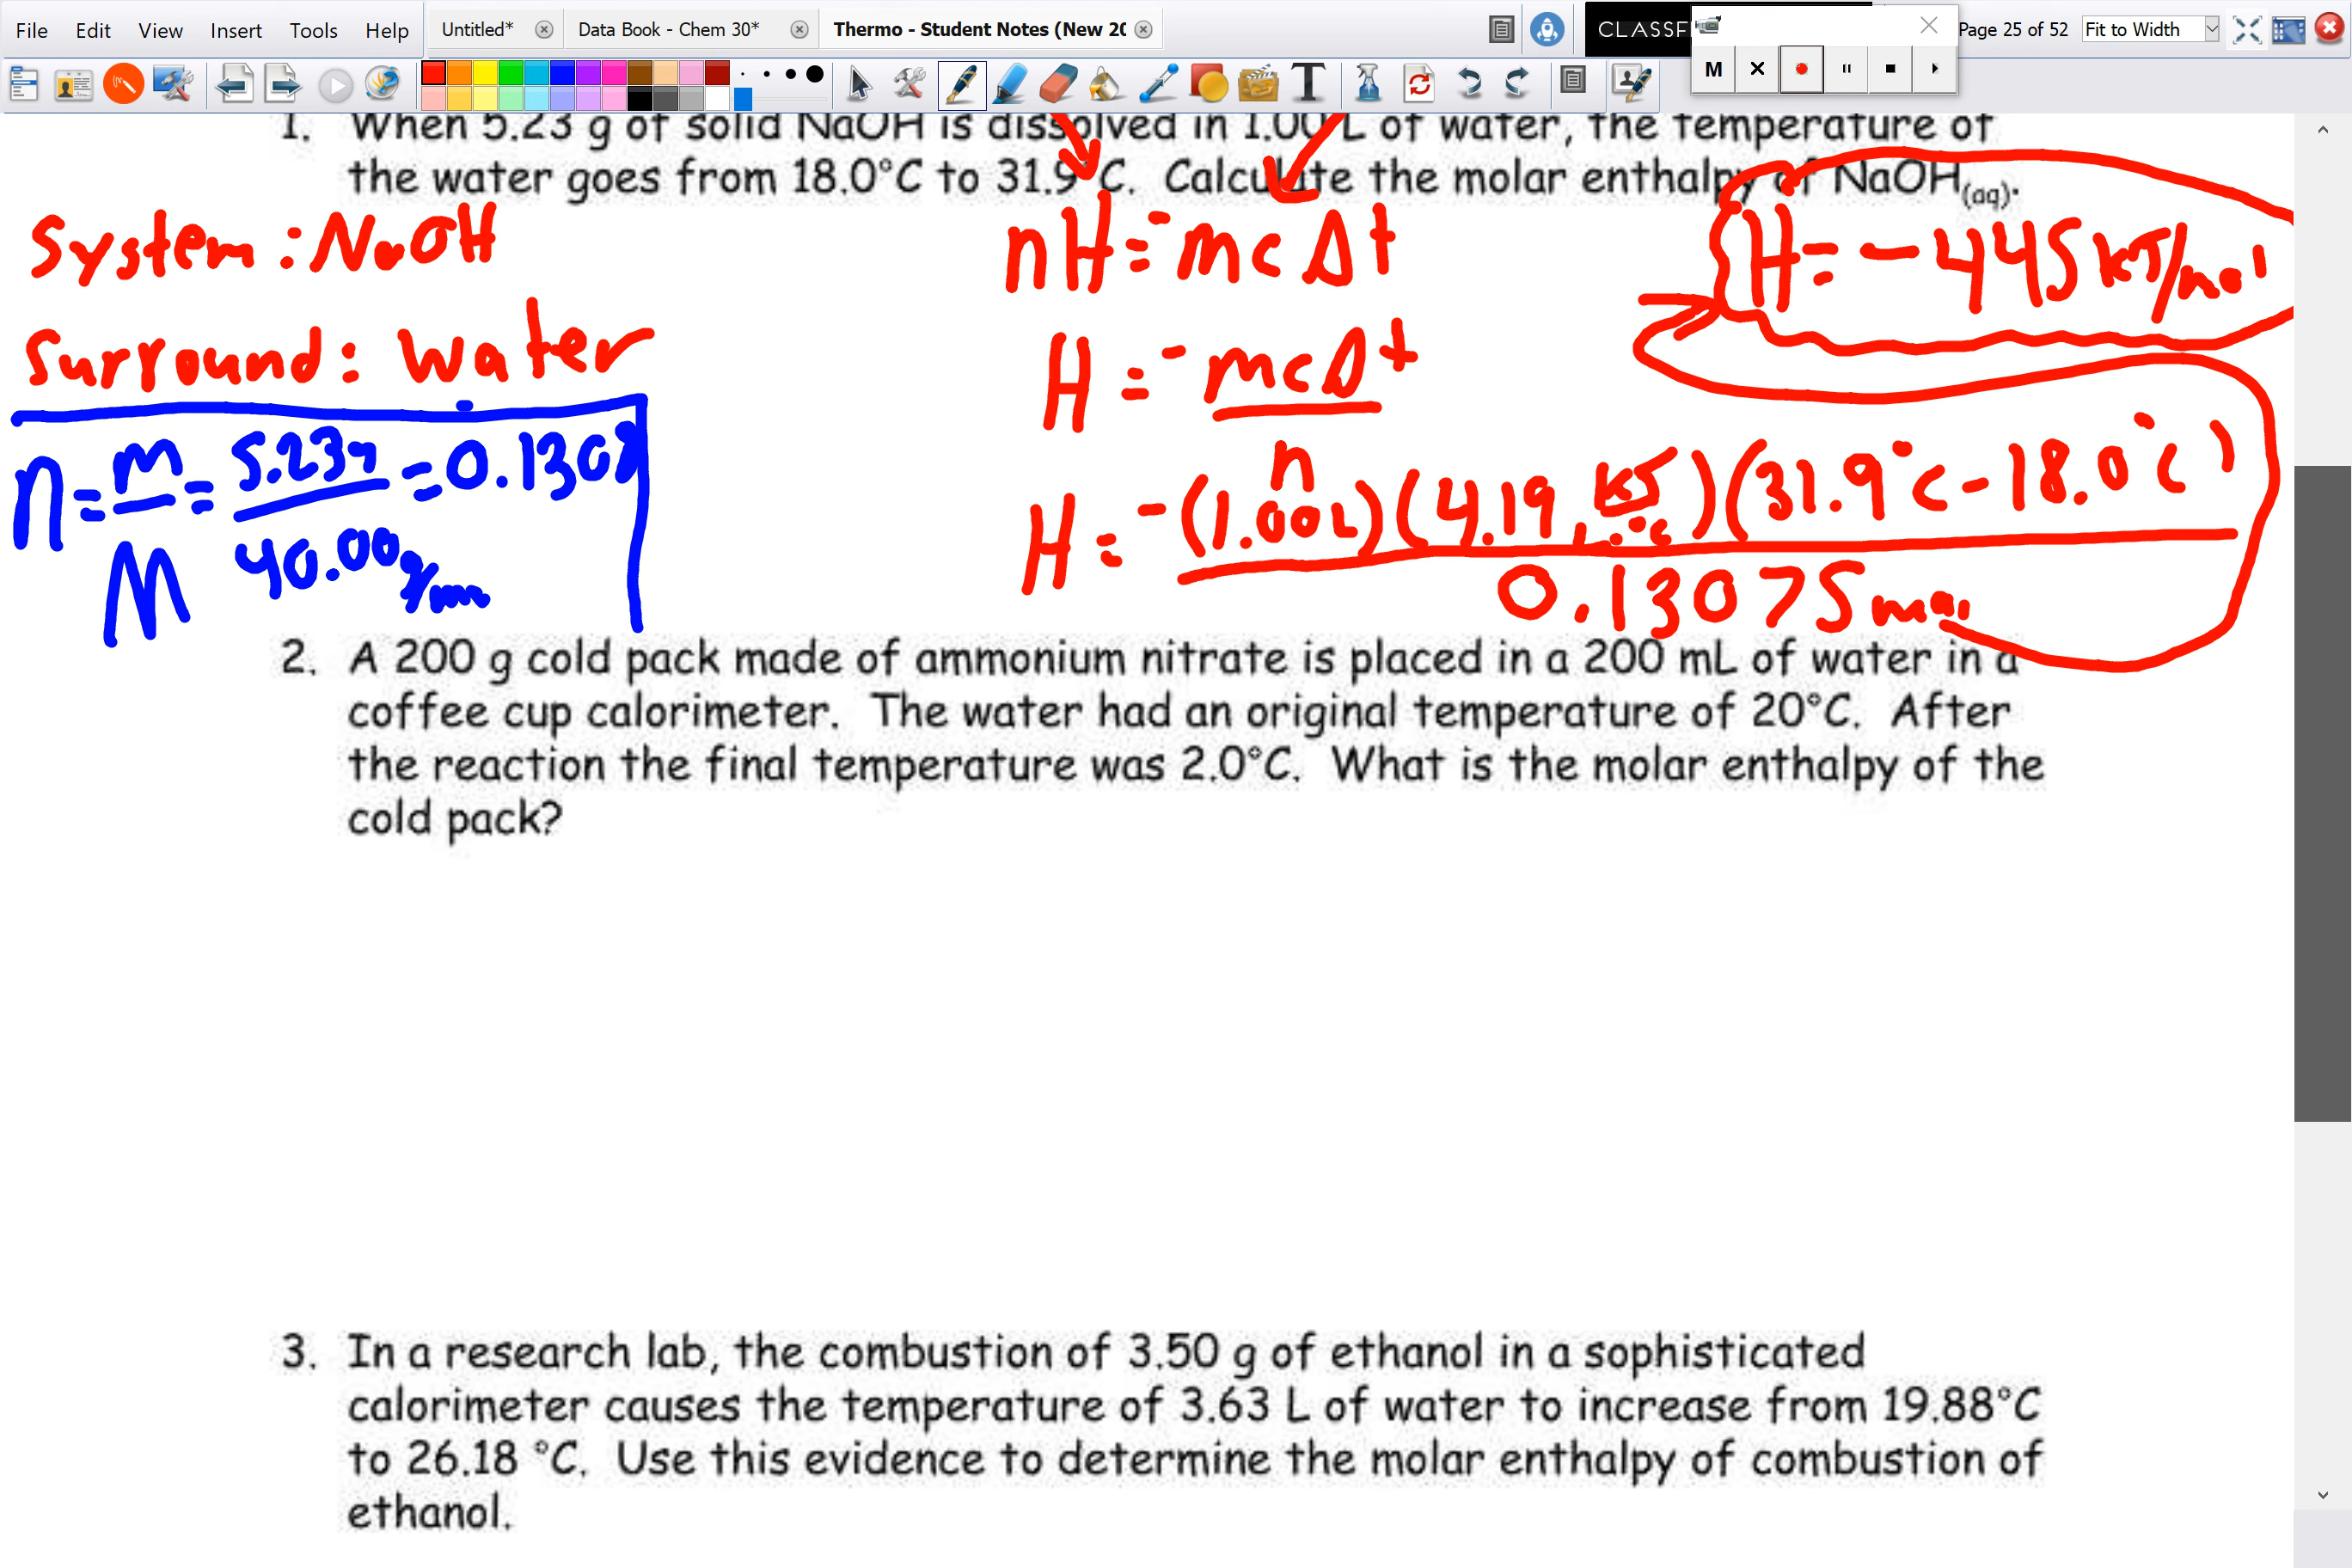 File Edit View Insert Tools Help Untitled* Data Book - Chem 30* Thermo - Student Notes (New 20 CLASSF Page 25 of 52 Fit to Width
M
1. When 5.23 g of solid NaOH is dissolved in 1.00 L of water, the temperature of
the water goes from 18.0°C to 31.9°C. Calculate the molar enthalpy of NaOH(aq).
System: NaOH
nH = -mcΔt
H = -445 kJ/mol
Surround: Water
H = -mcΔt
n
n = m = 5.23g = 0.1308
M 40.00g/
H = -(1.00L)(4.19 kJ)(31.9°C - 18.0°C)
L·°C
0.13075 mol
2. A 200 g cold pack made of ammonium nitrate is placed in a 200 mL of water in a
coffee cup calorimeter. The water had an original temperature of 20°C. After
the reaction the final temperature was 2.0°C. What is the molar enthalpy of the
cold pack?
3. In a research lab, the combustion of 3.50 g of ethanol in a sophisticated
calorimeter causes the temperature of 3.63 L of water to increase from 19.88°C
to 26.18 °C. Use this evidence to determine the molar enthalpy of combustion of
ethanol.